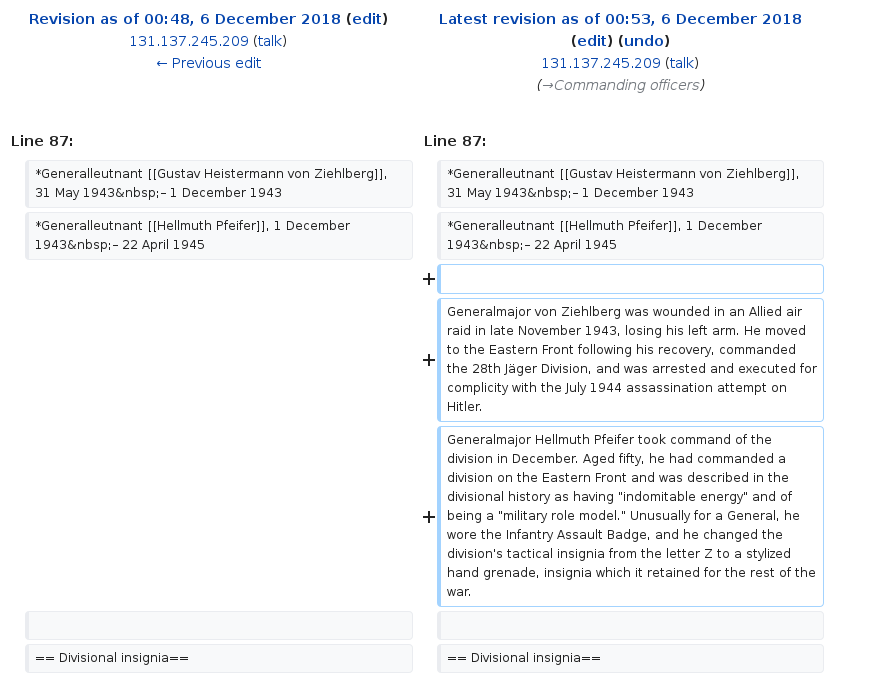 Revision as of 00:48, 6 December 2018 (edit)
131.137.245.209 (talk)
← Previous edit
Latest revision as of 00:53, 6 December 2018
(edit) (undo)
131.137.245.209 (talk)
(→Commanding officers)
Line 87:
Line 87:
*Generalleutnant [[Gustav Heistermann von Ziehlberg]],
31 May 1943&nbsp;– 1 December 1943
*Generalleutnant [[Gustav Heistermann von Ziehlberg]],
31 May 1943&nbsp;– 1 December 1943
*Generalleutnant [[Hellmuth Pfeifer]], 1 December
1943&nbsp;– 22 April 1945
*Generalleutnant [[Hellmuth Pfeifer]], 1 December
1943&nbsp;– 22 April 1945
+
+
Generalmajor von Ziehlberg was wounded in an Allied air
raid in late November 1943, losing his left arm. He moved
to the Eastern Front following his recovery, commanded
the 28th Jäger Division, and was arrested and executed for
complicity with the July 1944 assassination attempt on
Hitler.
+
Generalmajor Hellmuth Pfeifer took command of the
division in December. Aged fifty, he had commanded a
division on the Eastern Front and was described in the
divisional history as having "indomitable energy" and of
being a "military role model." Unusually for a General, he
wore the Infantry Assault Badge, and he changed the
division's tactical insignia from the letter Z to a stylized
hand grenade, insignia which it retained for the rest of the
war.
== Divisional insignia==
== Divisional insignia==